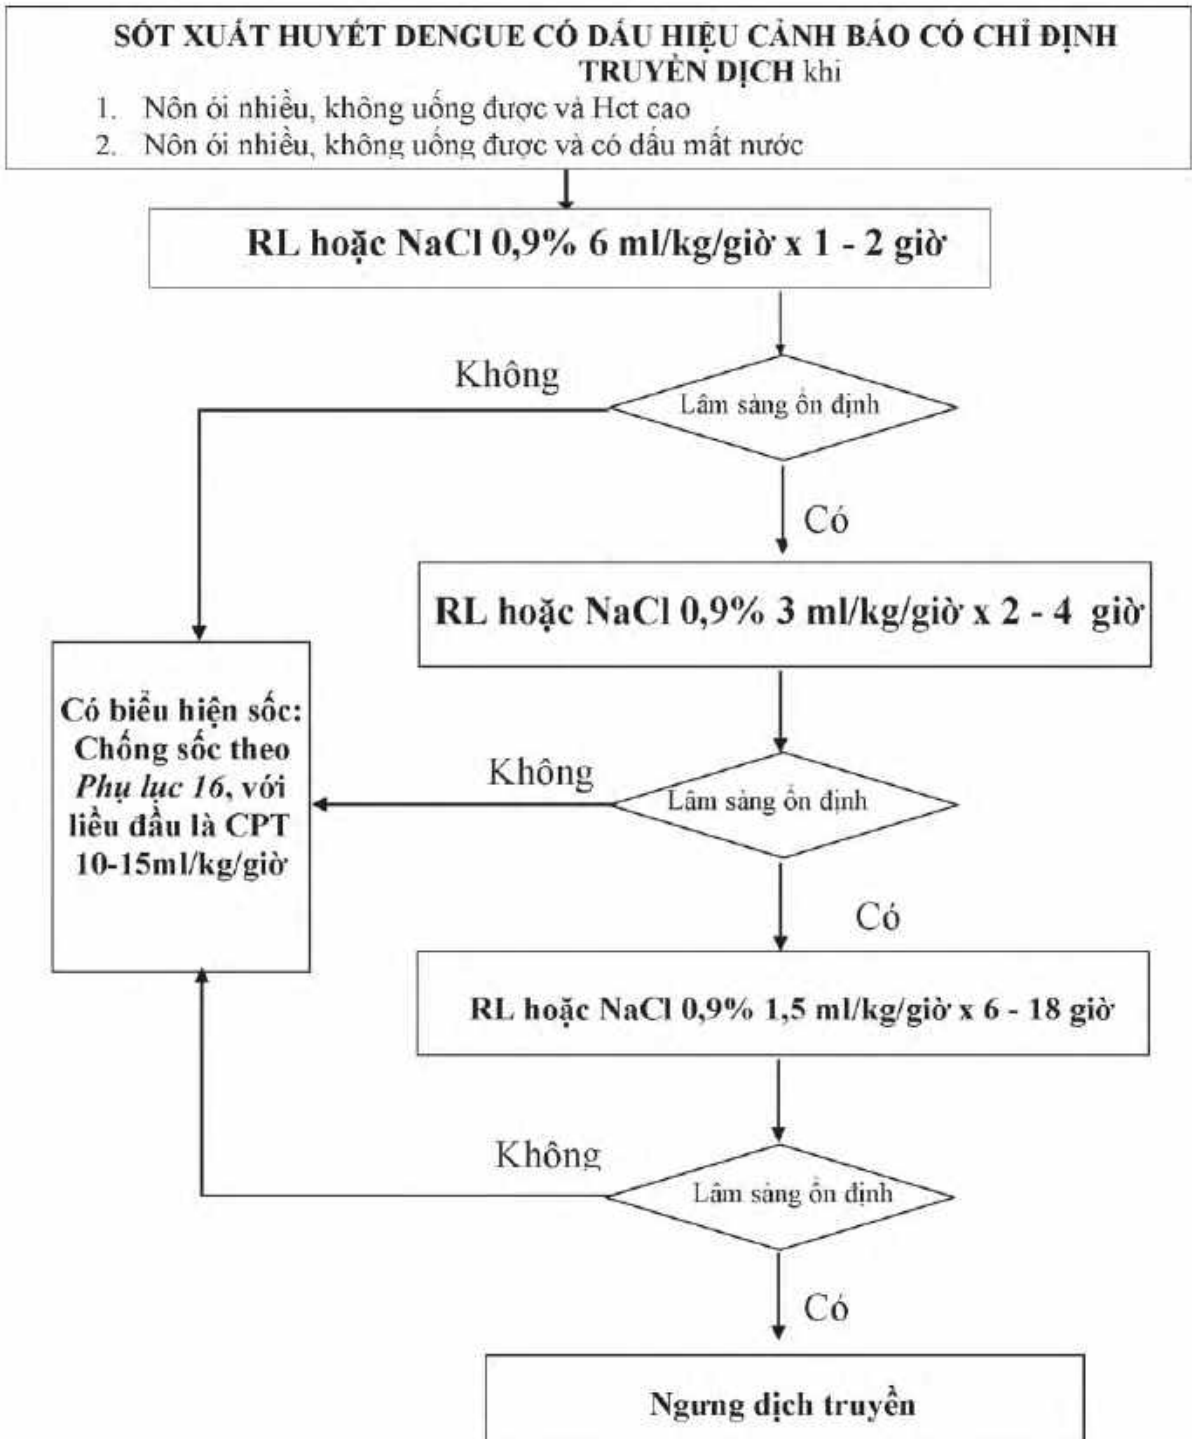 SỐT XUẤT HUYẾT DENGUE CÓ DẤU HIỆU CẢNH BÁO CÓ CHỈ ĐỊNH
TRUYỀN DỊCH khi
1. Nôn ói nhiều, không uống được và Hct cao
2. Nôn ói nhiều, không uống được và có dấu mất nước
RL hoặc NaCl 0,9% 6 ml/kg/giờ x 1 - 2 giờ
Không
Lâm sàng ổn định
Có
RL hoặc NaCl 0,9% 3 ml/kg/giờ x 2 - 4 giờ
Có biểu hiện sốc:
Chống sốc theo
Phụ lục 16, với
liều đầu là CPT
10-15ml/kg/giờ
Không
Lâm sàng ổn định
Có
RL hoặc NaCl 0,9% 1,5 ml/kg/giờ x 6 - 18 giờ
Không
Lâm sàng ổn định
Có
Ngưng dịch truyền